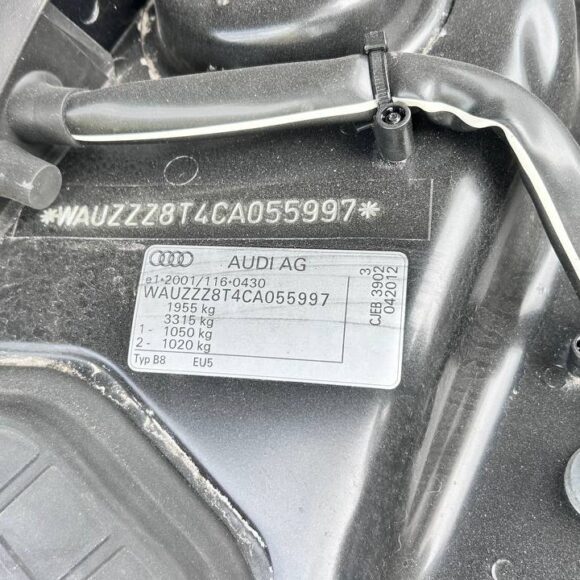 *WAUZZZ8T4CA055997*
AUDI AG
e1*2001/116*0430
WAUZZZ8T4CA055997
1955 kg
3315 kg
1- 1050 kg
2- 1020 kg
Typ B8 EU5
3
CJEB 3902
042012